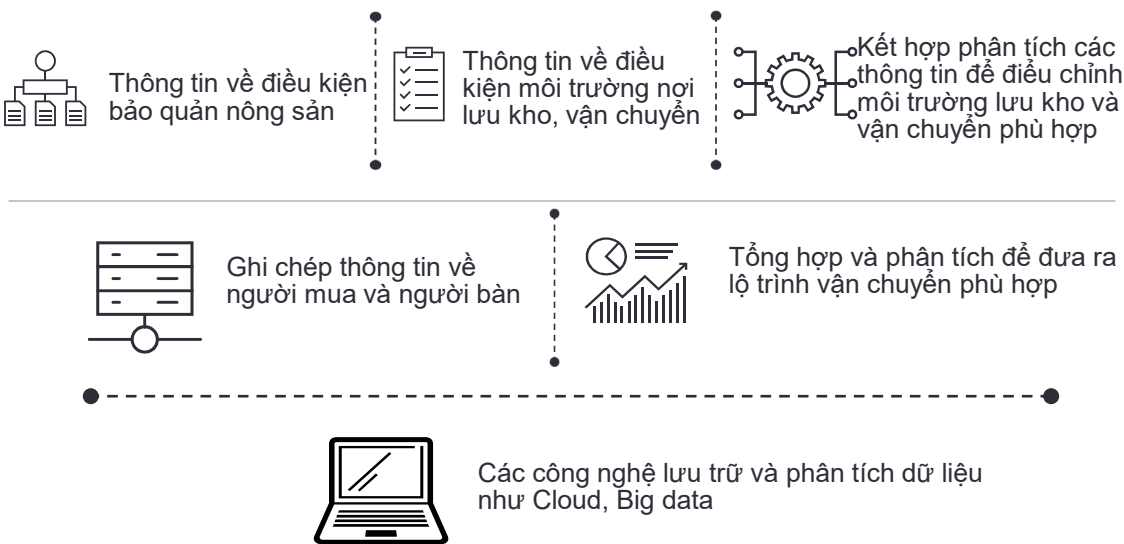 Thông tin về điều kiện
bảo quản nông sản
Thông tin về điều
kiện môi trường nơi
lưu kho, vận chuyển
Kết hợp phân tích các
thông tin để điểu chỉnh
môi trường lưu kho và
vận chuyển phù hợp
Ghi chép thông tin về
người mua và người bàn
Tổng hợp và phân tích để đưa ra
lộ trình vận chuyển phù hợp
Các công nghệ lưu trữ và phân tích dữ liệu
như Cloud, Big data